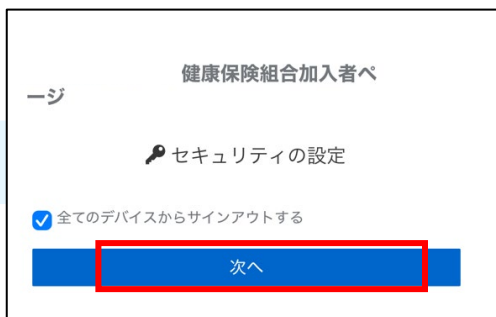 健康保険組合加入者ペ
ージ
セキュリティの設定
全てのデバイスからサインアウトする
次へ